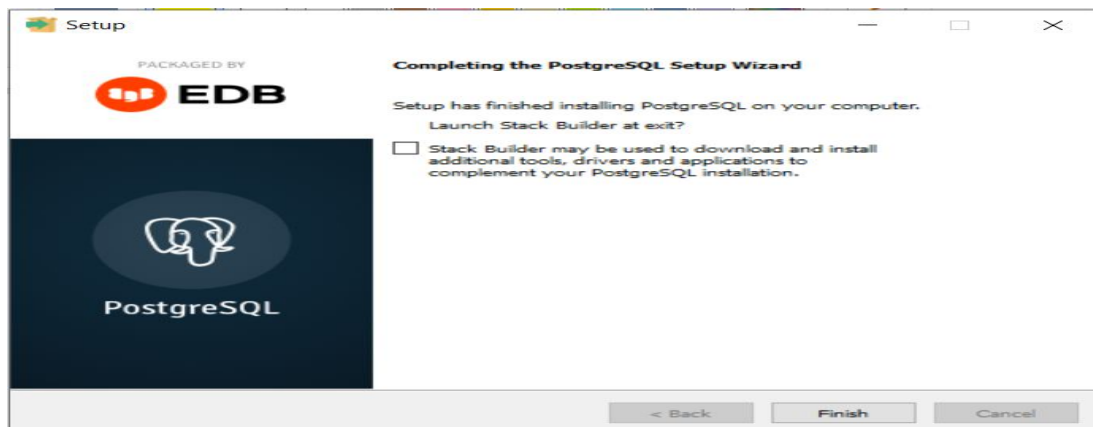 Setup
PACKAGED BY
EDB
PostgreSQL
Completing the PostgreSQL Setup Wizard
Setup has finished installing PostgreSQL on your computer.
Launch Stack Builder at exit?
Stack Builder may be used to download and install
additional tools, drivers and applications to
complement your PostgreSQL installation.
< Back
Finish
Cancel